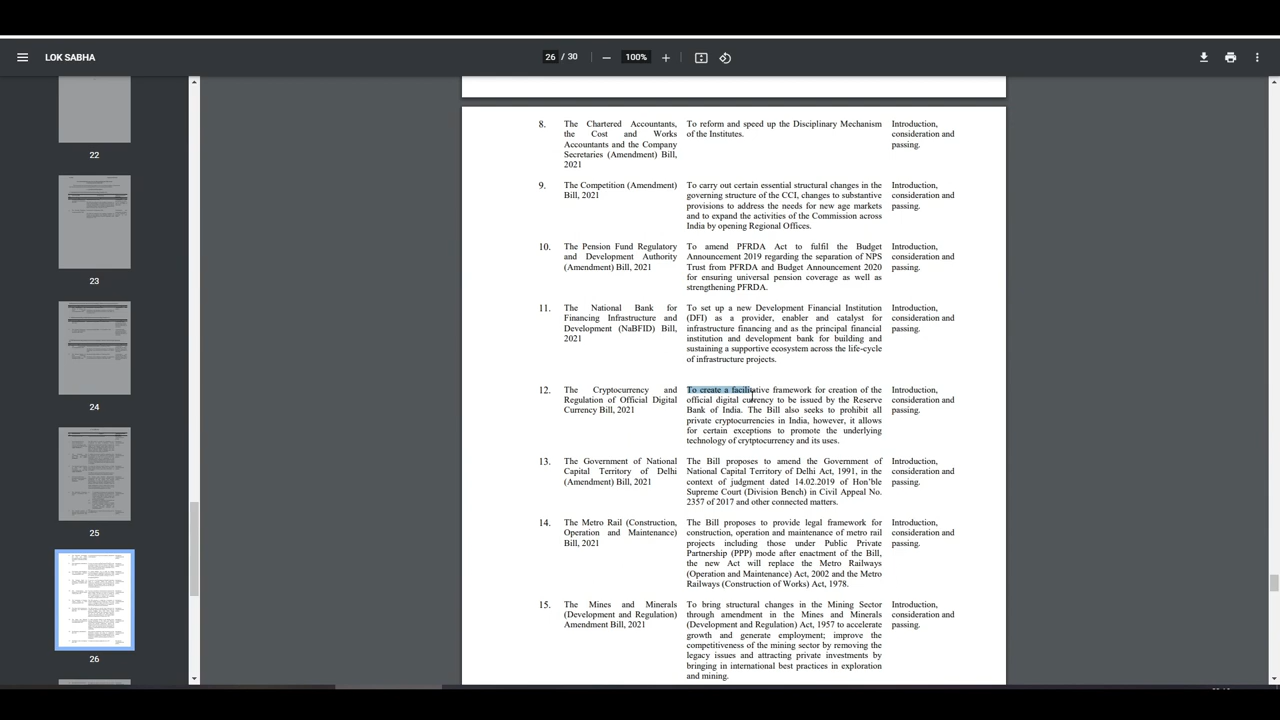 LOK SABHA
26 / 30
100%
22
23
24
25
26
8. The Chartered Accountants, To reform and speed up the Disciplinary Mechanism Introduction,
the Cost and Works of the Institutes. consideration and
Accountants and the Company passing.
Secretaries (Amendment) Bill,
2021
9. The Competition (Amendment) To carry out certain essential structural changes in the Introduction,
Bill, 2021 governing structure of the CCI, changes to substantive consideration and
provisions to address the needs for new age markets passing.
and to expand the activities of the Commission across
India by opening Regional Offices.
10. The Pension Fund Regulatory To amend PFRDA Act to fulfil the Budget Introduction,
and Development Authority Announcement 2019 regarding the separation of NPS consideration and
(Amendment) Bill, 2021 Trust from PFRDA and Budget Announcement 2020 passing.
for ensuring universal pension coverage as well as
strengthening PFRDA.
11. The National Bank for To set up a new Development Financial Institution Introduction,
Financing Infrastructure and (DFI) as a provider, enabler and catalyst for consideration and
Development (NaBFID) Bill, infrastructure financing and as the principal financial passing.
2021 institution and development bank for building and
sustaining a supportive ecosystem across the life-cycle
of infrastructure projects.
12. The Cryptocurrency and To create a facilitative framework for creation of the Introduction,
Regulation of Official Digital official digital currency to be issued by the Reserve consideration and
Currency Bill, 2021 Bank of India. The Bill also seeks to prohibit all passing.
private cryptocurrencies in India, however, it allows
for certain exceptions to promote the underlying
technology of cryrtptocurrency and its uses.
13. The Government of National The Bill proposes to amend the Government of Introduction,
Capital Territory of Delhi National Capital Territory of Delhi Act, 1991, in the consideration and
(Amendment) Bill, 2021 context of judgment dated 14.02.2019 of Hon'ble passing.
Supreme Court (Division Bench) in Civil Appeal No.
2357 of 2017 and other connected matters.
14. The Metro Rail (Construction, The Bill proposes to provide legal framework for Introduction,
Operation and Maintenance) construction, operation and maintenance of metro rail consideration and
Bill, 2021 projects including those under Public Private passing.
Partnership (PPP) mode after enactment of the Bill,
the new Act will replace the Metro Railways
(Operation and Maintenance) Act, 2002 and the Metro
Railways (Construction of Works) Act, 1978.
15. The Mines and Minerals To bring structural changes in the Mining Sector Introduction,
(Development and Regulation) through amendment in the Mines and Minerals consideration and
Amendment Bill, 2021 (Development and Regulation) Act, 1957 to accelerate passing.
growth and generate employment; improve the
competitiveness of the mining sector by removing the
legacy issues and attracting private investments by
bringing in international best practices in exploration
and mining.